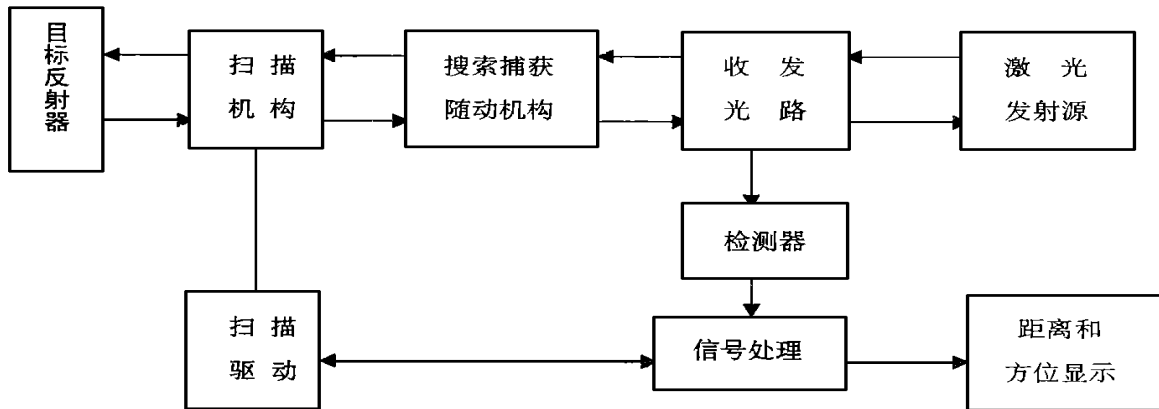 目标反射器
扫 描
机 构
搜索捕获
随动机构
收 发
光 路
激 光
发射源
检测器
扫 描
驱 动
信号处理
距离和
方位显示